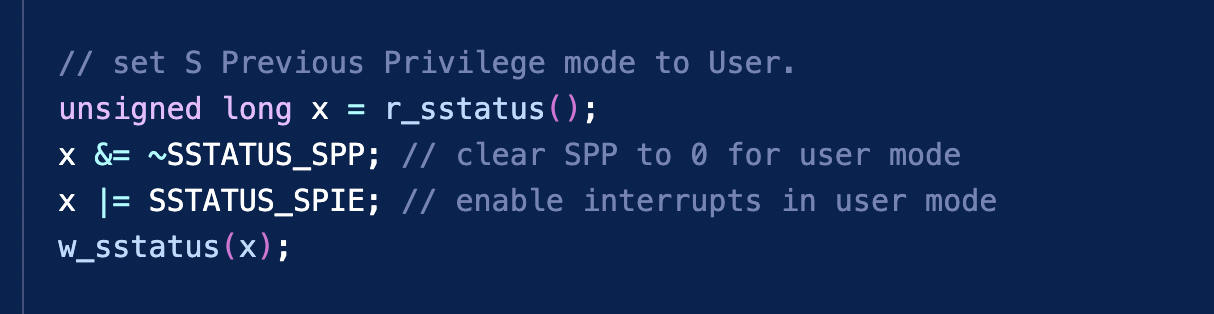 // set S Previous Privilege mode to User.
unsigned long x = r_sstatus();
x &= ~SSTATUS_SPP; // clear SPP to 0 for user mode
x |= SSTATUS_SPIE; // enable interrupts in user mode
w_sstatus(x);